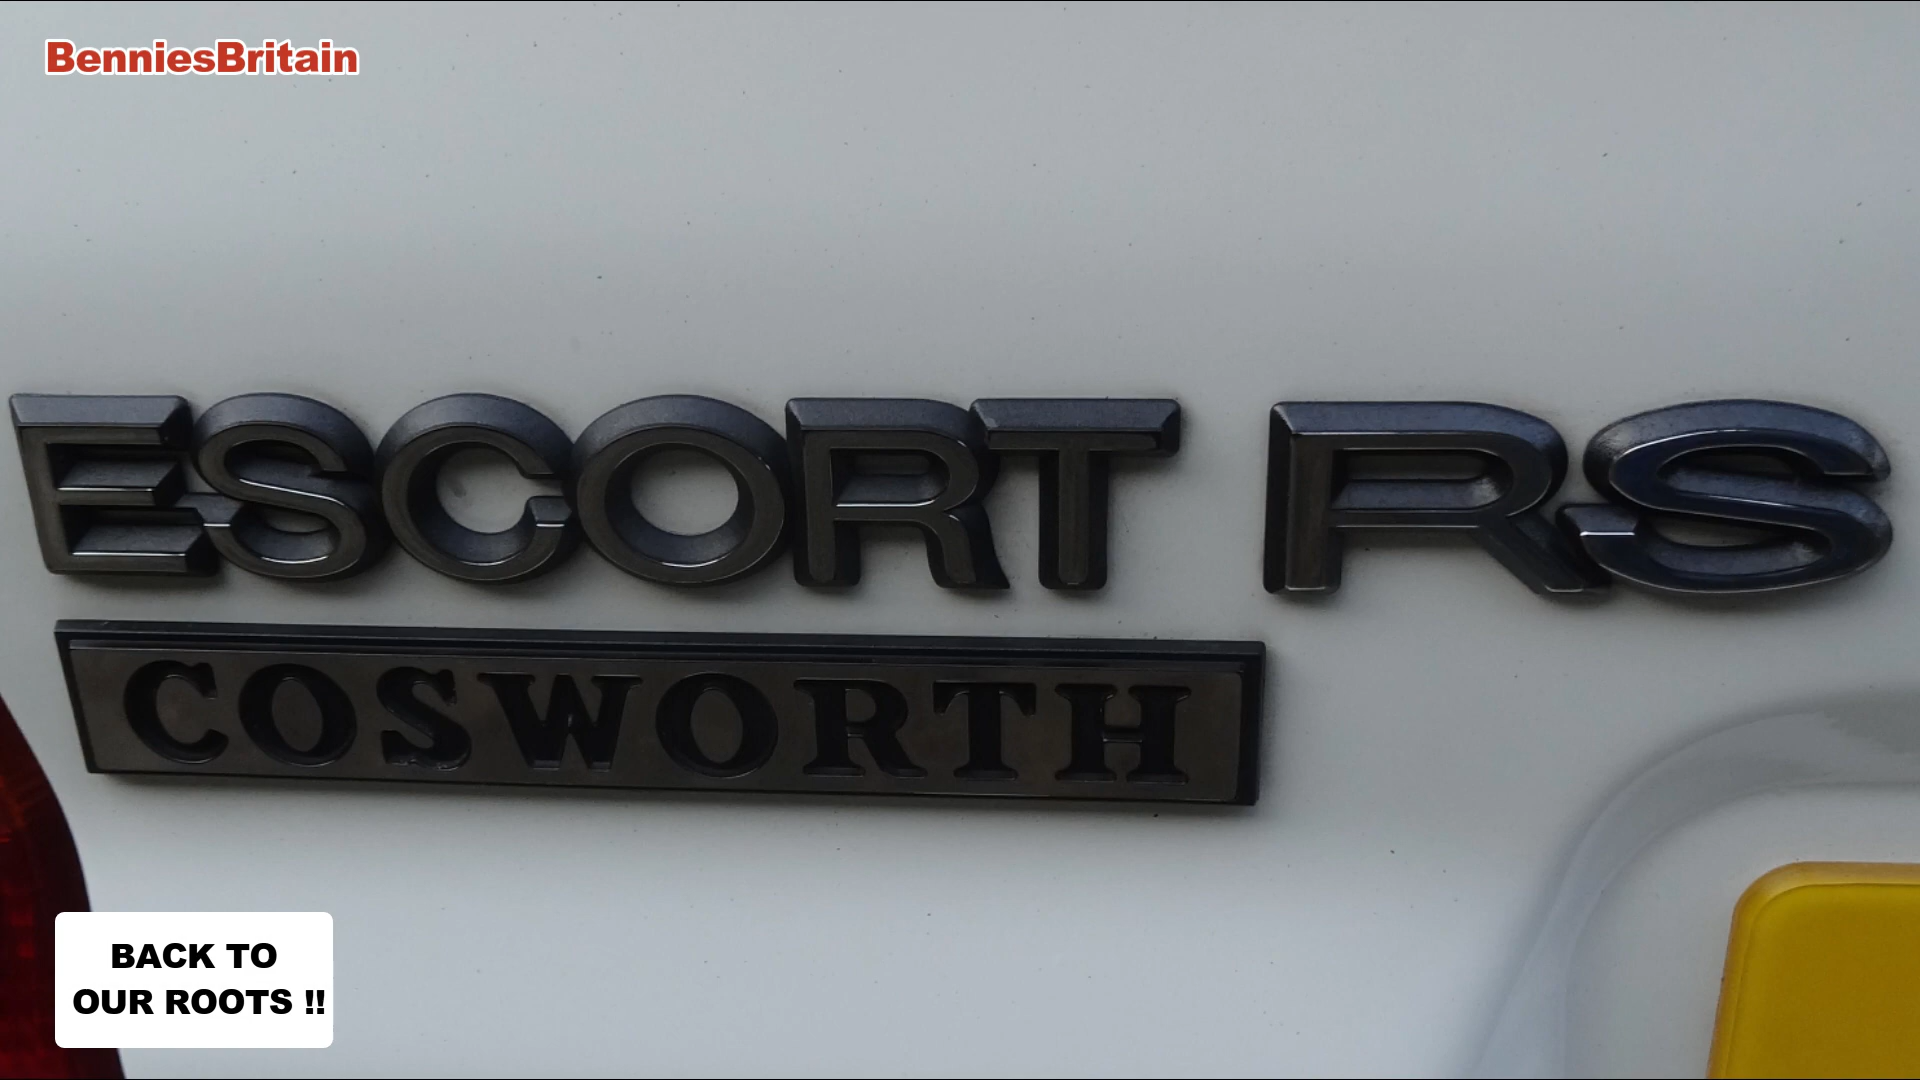 BenniesBritain
ESCORT RS
COSWORTH
BACK TO
OUR ROOTS !!